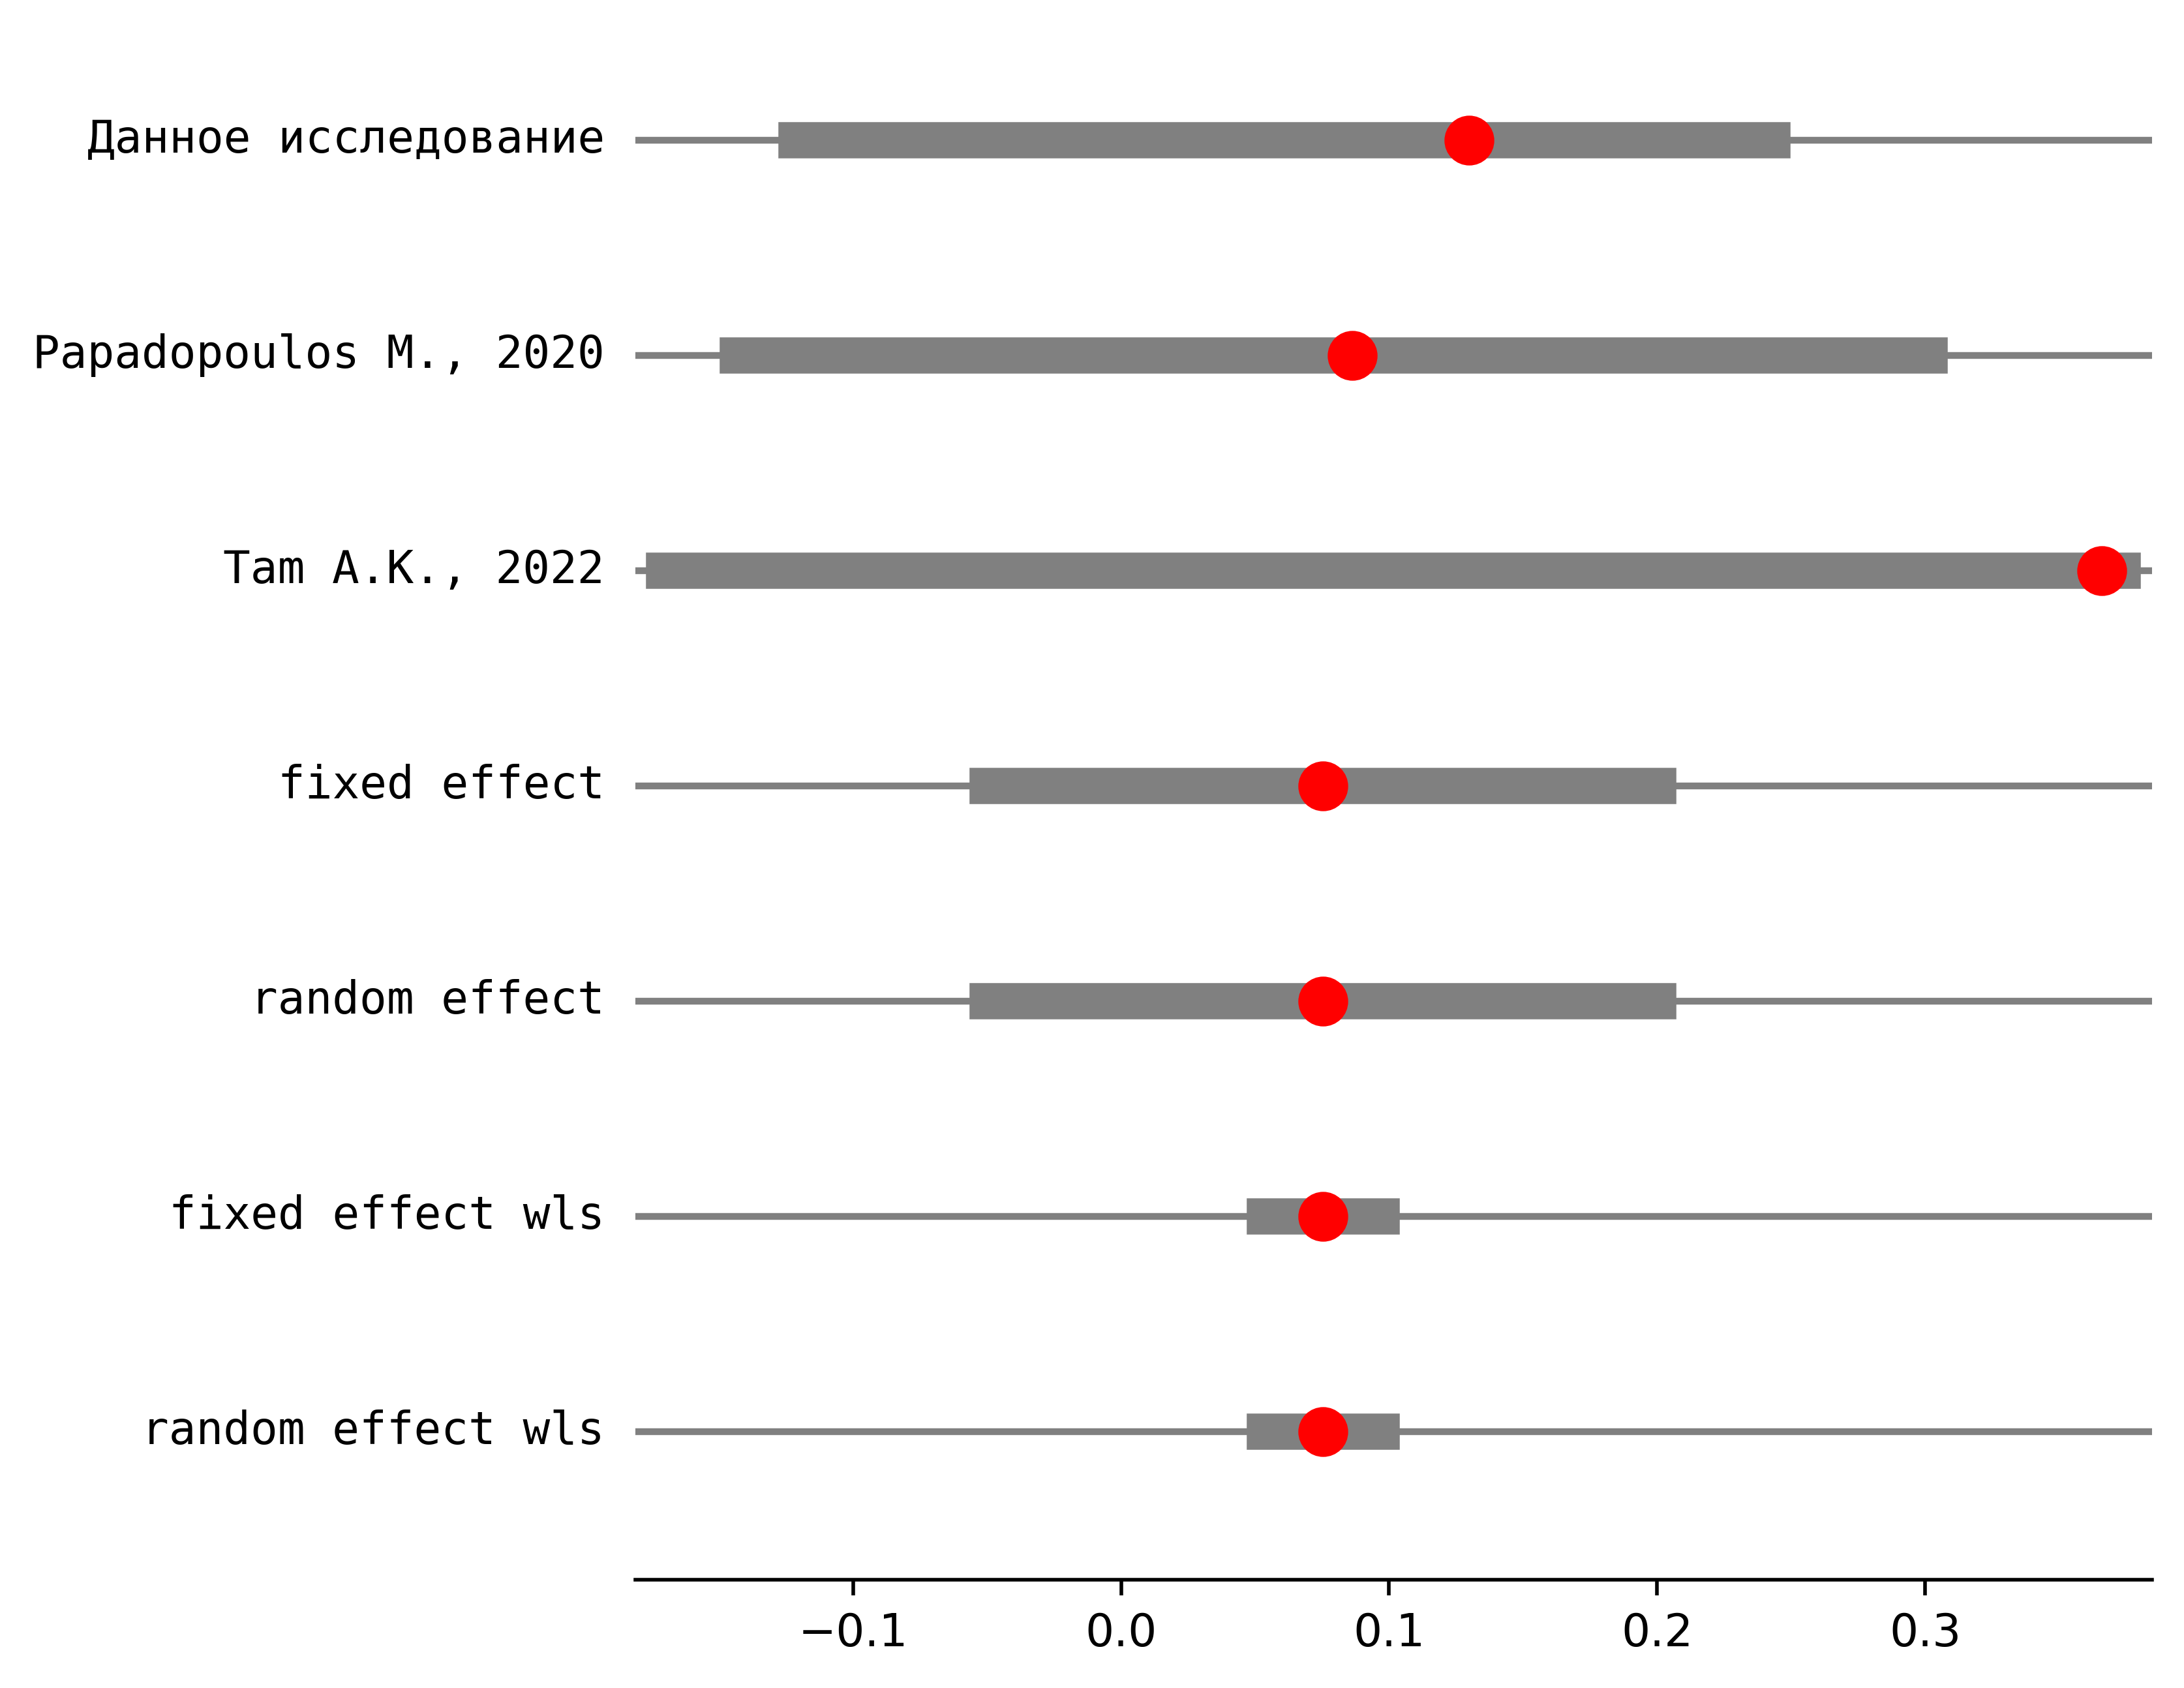 Данное исследование
Papadopoulos M., 2020
Tam A.K., 2022
fixed effect
random effect
fixed effect wls
random effect wls
−0.1 0.0 0.1 0.2 0.3